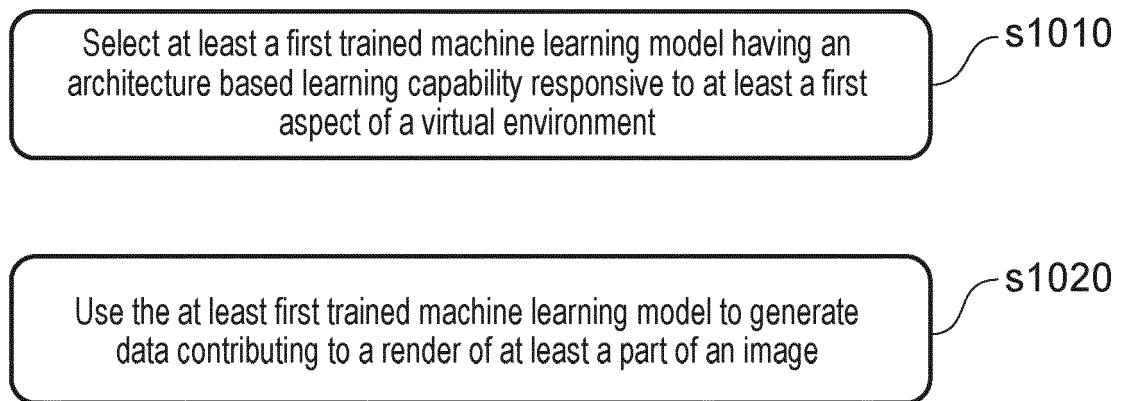 Select at least a first trained machine learning model having an
architecture based learning capability responsive to at least a first
aspect of a virtual environment
s1010
Use the at least first trained machine learning model to generate
data contributing to a render of at least a part of an image
s1020